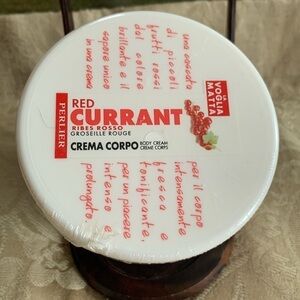 una cascata
di piccoli
frutti rossi
dal colore
brillante e il
sapore unico
in una crema
PERLIER
RED
CURRANT
RIBES ROSSO
GROSEILLE ROUGE
CREMA CORPO
BODY CREAM
CRÈME CORPS
LA
VOGLIA
MATTA
per il corpo
intensamente
fresca e
tonificante,
per un piacere
intenso e
prolungato.